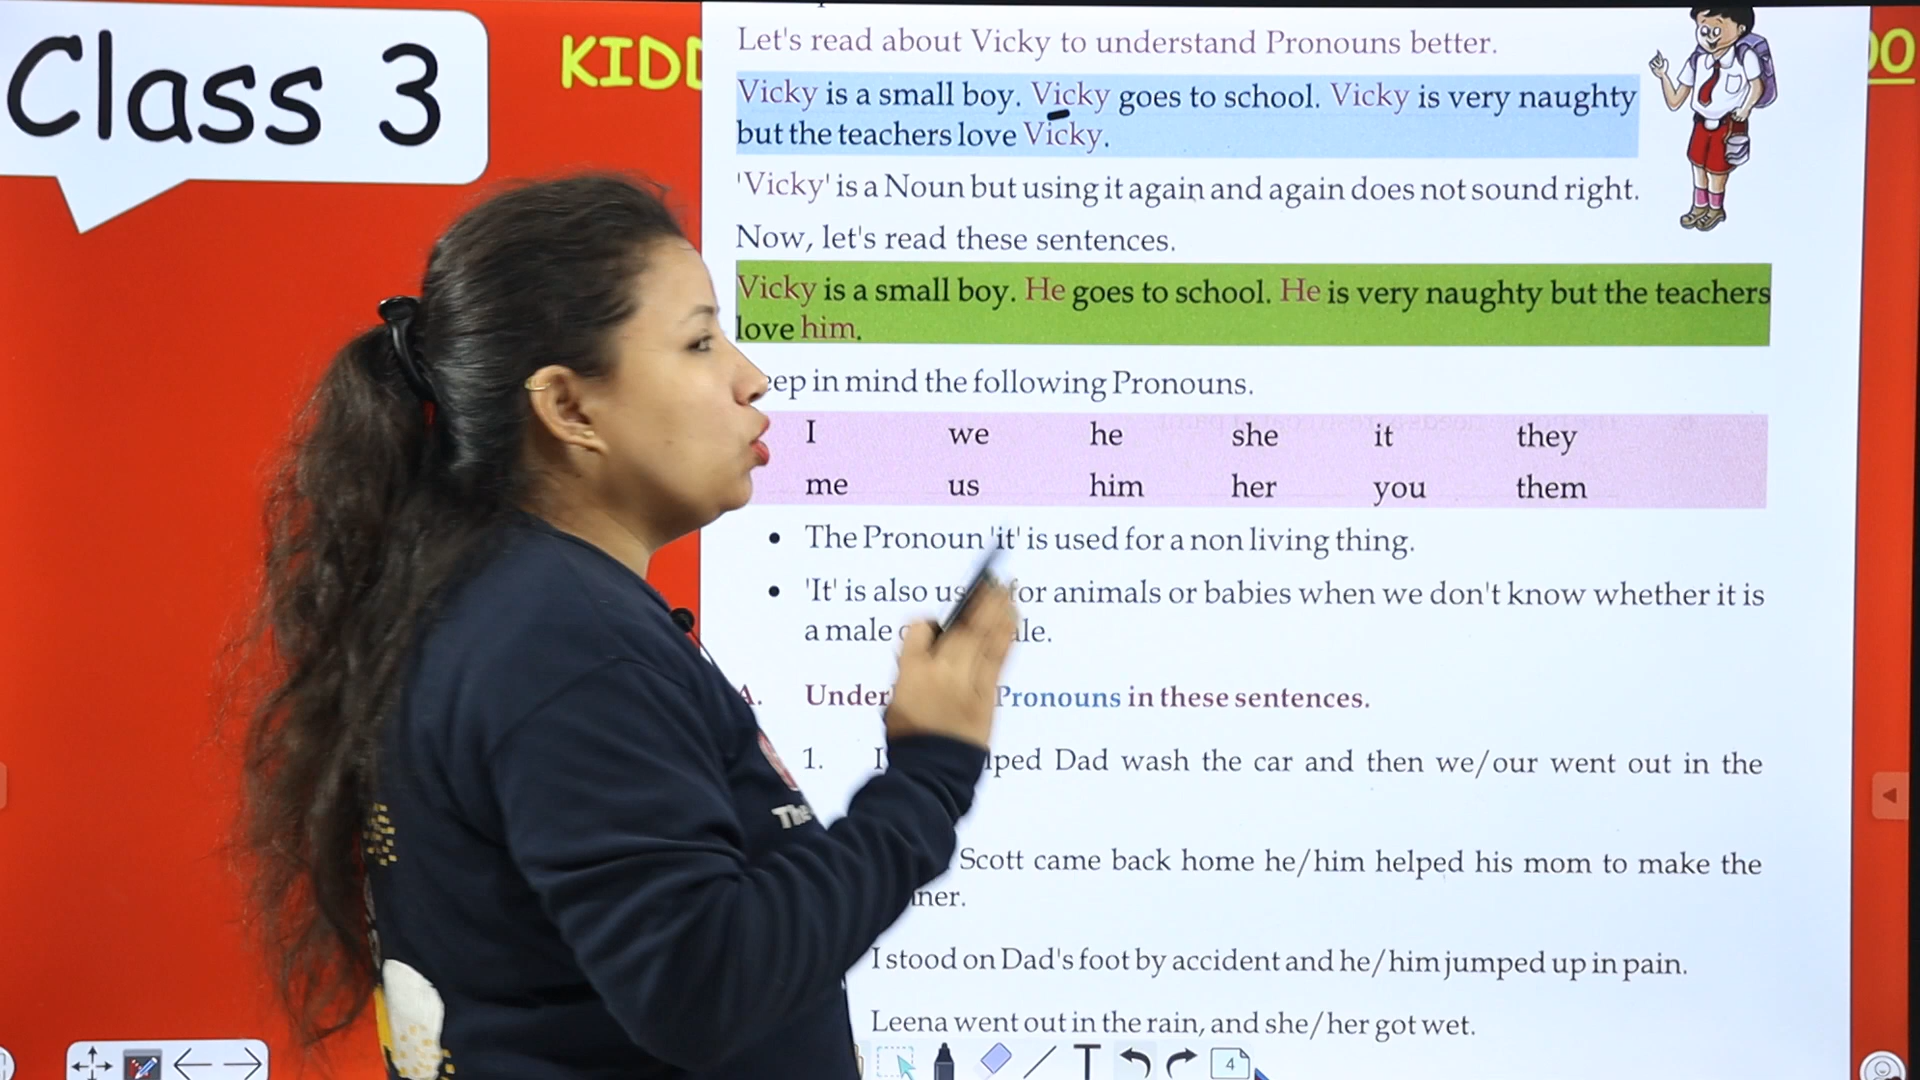 Class 3
KIDD
OO
Let's read about Vicky to understand Pronouns better.
Vicky is a small boy. Vicky goes to school. Vicky is very naughty
but the teachers love Vicky.
'Vicky' is a Noun but using it again and again does not sound right.
Now, let's read these sentences.
Vicky is a small boy. He goes to school. He is very naughty but the teachers
love him.
eep in mind the following Pronouns.
I we he she it they
me us him her you them
• The Pronoun 'it' is used for a non living thing.
• 'It' is also us for animals or babies when we don't know whether it is
a male ale.
A. Under Pronouns in these sentences.
1. I lped Dad wash the car and then we/our went out in the
Scott came back home he/him helped his mom to make the
ner.
I stood on Dad's foot by accident and he/him jumped up in pain.
Leena went out in the rain, and she/her got wet.
The
T 4